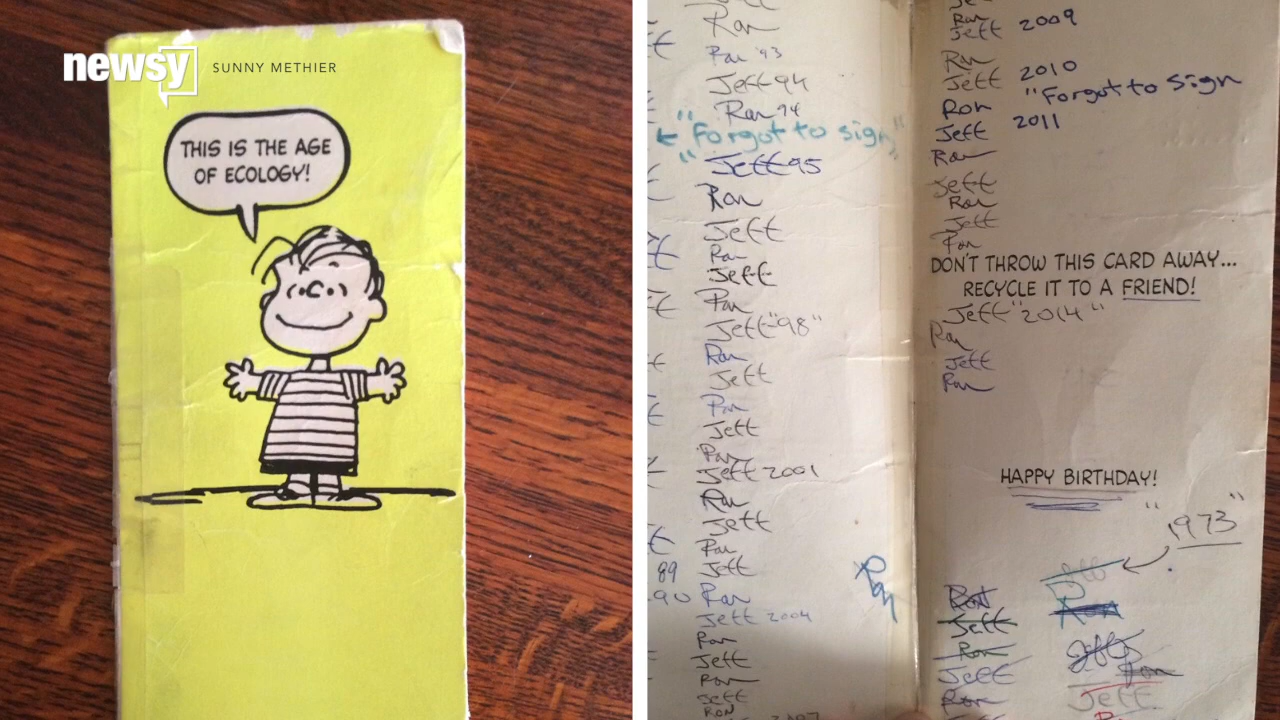 newsy
SUNNY METHIER
THIS IS THE AGE
OF ECOLOGY!
Ron
Ron '93
Jeff 94
Ron 94
"Forgot to sign"
Jeff 95
Ron
Jeff
Ron
Jeff
Ron
Jeff "98"
Ron
Jeff
Ron
Jeff
Ron
Jeff 2001
Ron
Jeff
Ron
89 Jeff
90 Ron
Jeff 2004
Ron
Jeff
Ron
Jeff
Ron
Ron
Ron
Jeff 2009
Ron
Jeff 2010
Ron "Forgot to sign
Jeff 2011
Ron
Jeff
Ron
Jeff
Ron
DON'T THROW THIS CARD AWAY...
RECYCLE IT TO A FRIEND!
Jeff "2014"
Ron
Jeff
Ron
HAPPY BIRTHDAY!
"1973"
Ron
Ron
Jeff
Ron
Jeff
Ron
Jeff
Ron